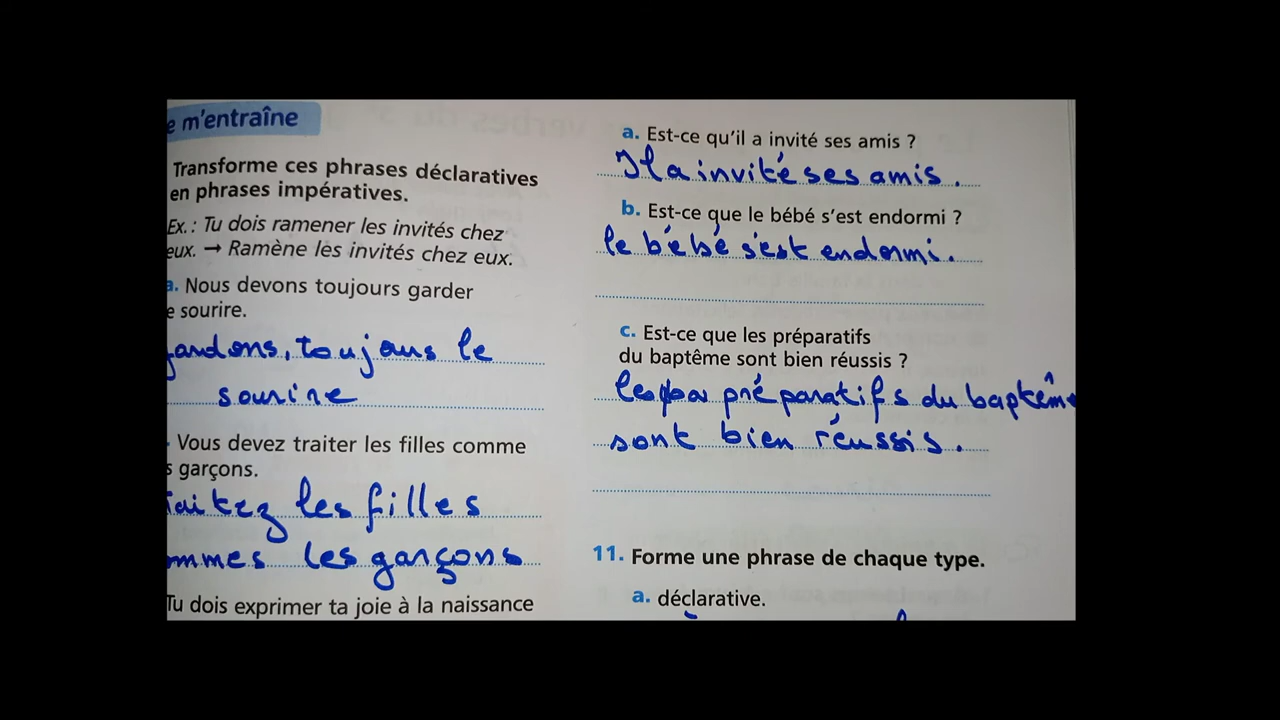 e m'entraîne
Transforme ces phrases déclaratives
en phrases impératives.
Ex. : Tu dois ramener les invités chez
eux. → Ramène les invités chez eux.
a. Nous devons toujours garder
e sourire.
gardons, toujous le
sourire
Vous devez traiter les filles comme
s garçons.
raitez les filles
ommes les garçons
Tu dois exprimer ta joie à la naissance
a. Est-ce qu'il a invité ses amis ?
Il a invité ses amis.
b. Est-ce que le bébé s'est endormi ?
le bébé s'est endormi.
c. Est-ce que les préparatifs
du baptême sont bien réussis ?
les préparatifs du baptême
sont bien réussis.
11. Forme une phrase de chaque type.
a. déclarative.